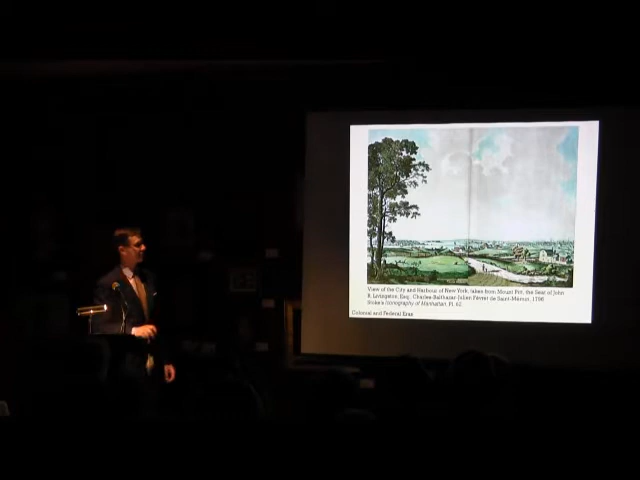 View of the City and Harbour of New York, taken from Mount Pitt, the Seat of John
R. Livingston, Esq., Charles-Balthazar-Julien Févret de Saint-Mémin, 1796
Stoke's Iconography of Manhattan, Pl. 62
Colonial and Federal Eras